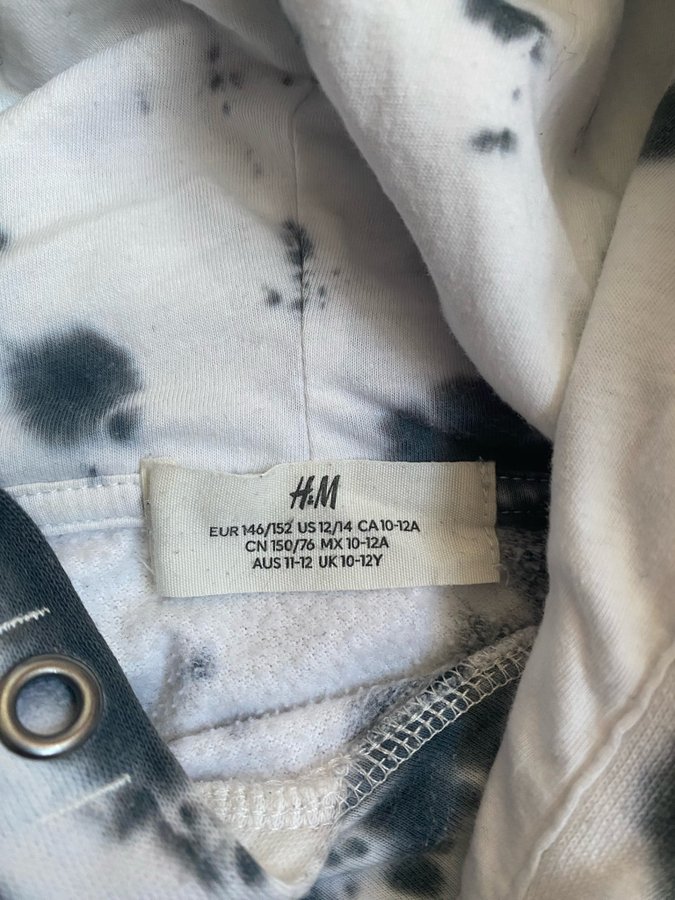 H&M
EUR 146/152 US 12/14 CA 10-12A
CN 150/76 MX 10-12A
AUS 11-12 UK 10-12Y